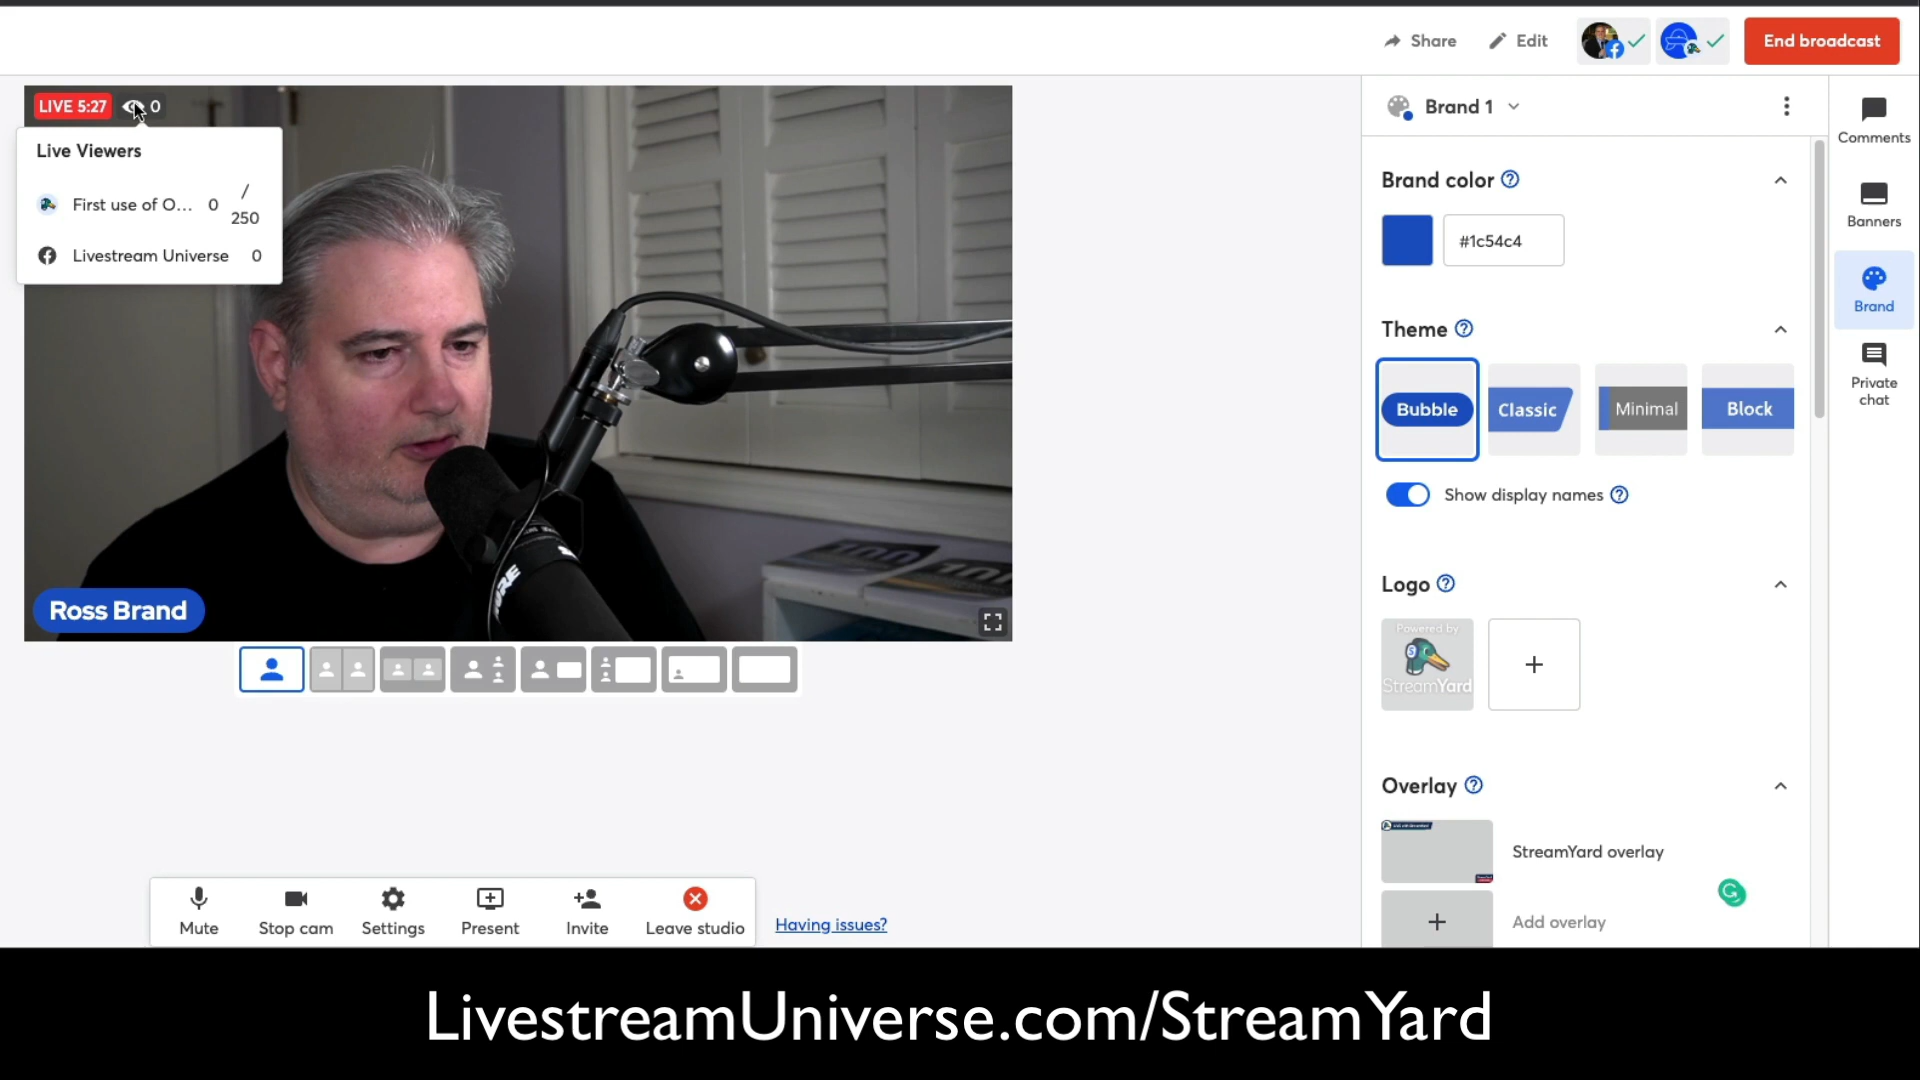 Share
Edit
End broadcast
LIVE 5:27
0
Live Viewers
First use of O...
0
/
250
Livestream Universe
0
Ross Brand
Brand 1
Brand color
#1c54c4
Theme
Bubble
Classic
Minimal
Block
Show display names
Logo
Powered by
StreamYard
Overlay
StreamYard overlay
Add overlay
Comments
Banners
Brand
Private
chat
Mute
Stop cam
Settings
Present
Invite
Leave studio
Having issues?
LivestreamUniverse.com/StreamYard